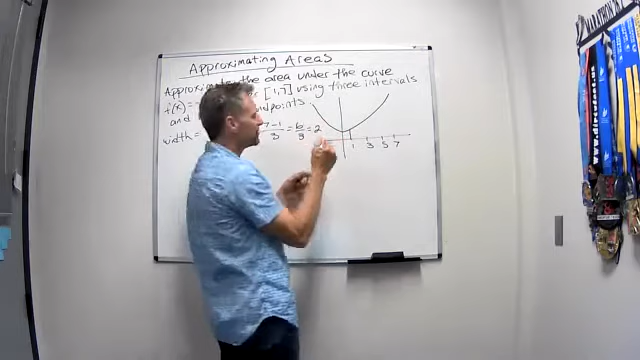 Approximating Areas
Approximate the area under the curve
f(x) = [1,7] using three intervals
and endpoints.
width = 7-1/3 = 6/3 = 2
1 3 5 7
MARATHON